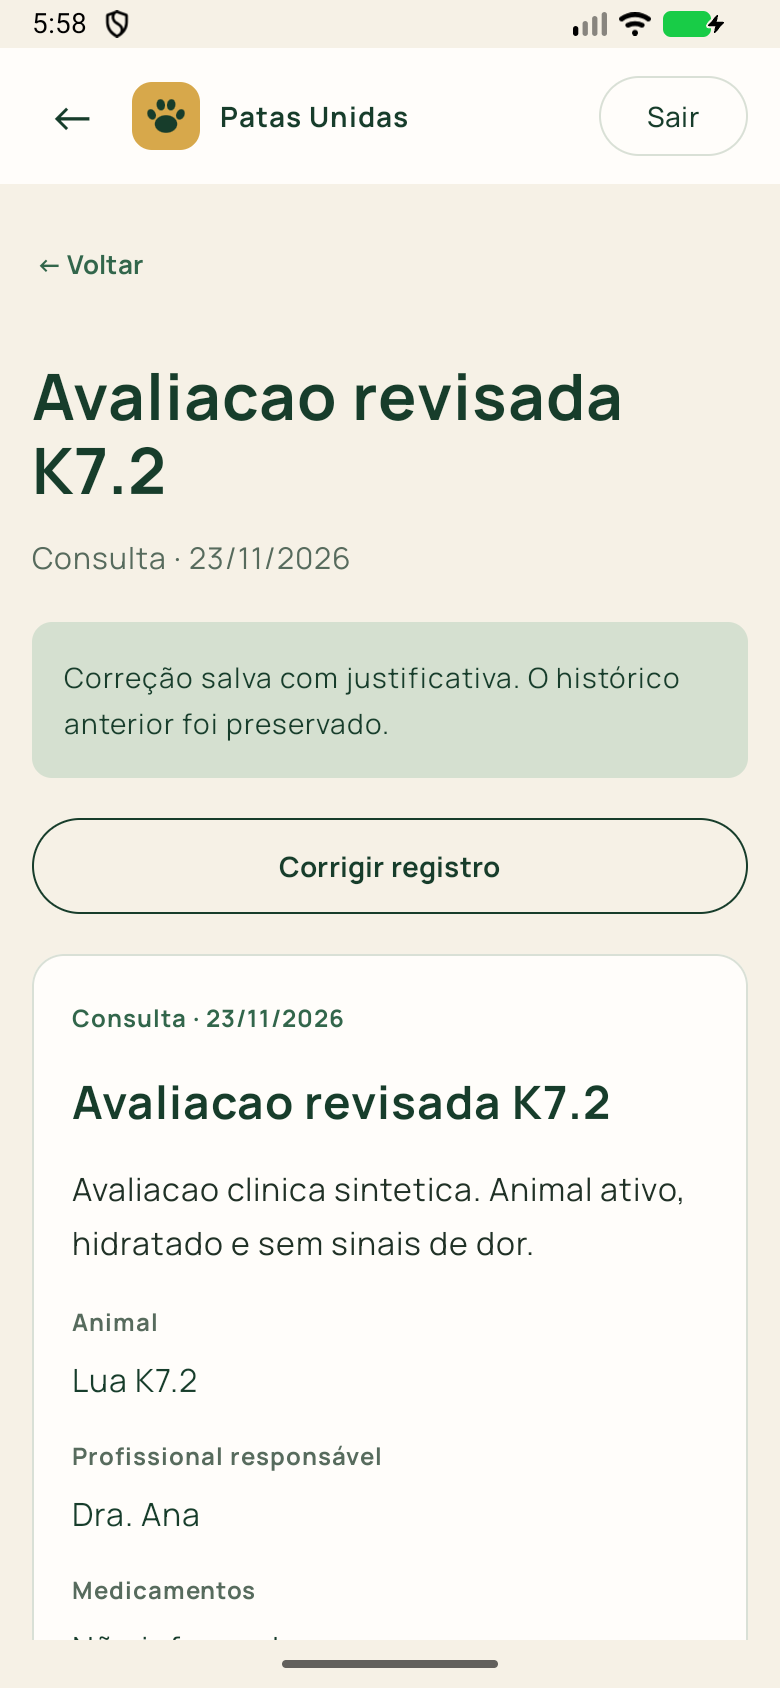 5:58
← Patas Unidas Sair
← Voltar
Avaliacao revisada
K7.2
Consulta · 23/11/2026
Correção salva com justificativa. O histórico
anterior foi preservado.
Corrigir registro
Consulta · 23/11/2026
Avaliacao revisada K7.2
Avaliacao clinica sintetica. Animal ativo,
hidratado e sem sinais de dor.
Animal
Lua K7.2
Profissional responsável
Dra. Ana
Medicamentos